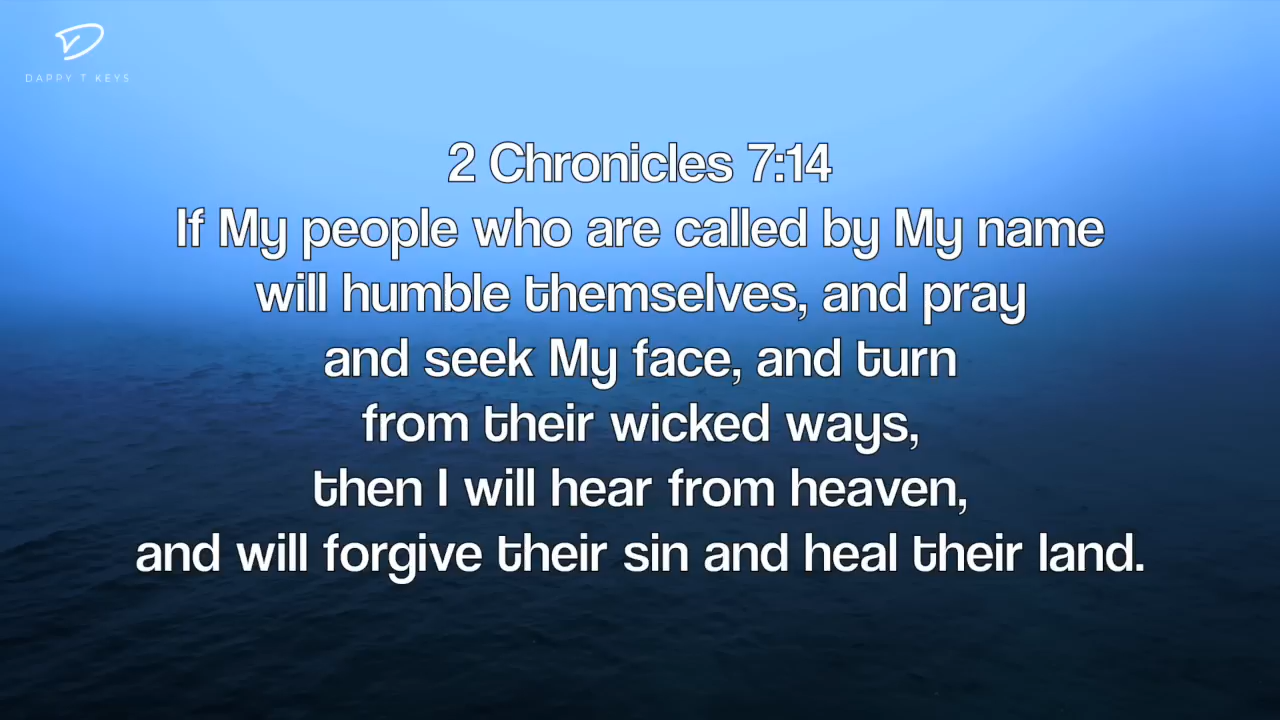 DAPPY T KEYS
2 Chronicles 7:14
If My people who are called by My name
will humble themselves, and pray
and seek My face, and turn
from their wicked ways,
then I will hear from heaven,
and will forgive their sin and heal their land.